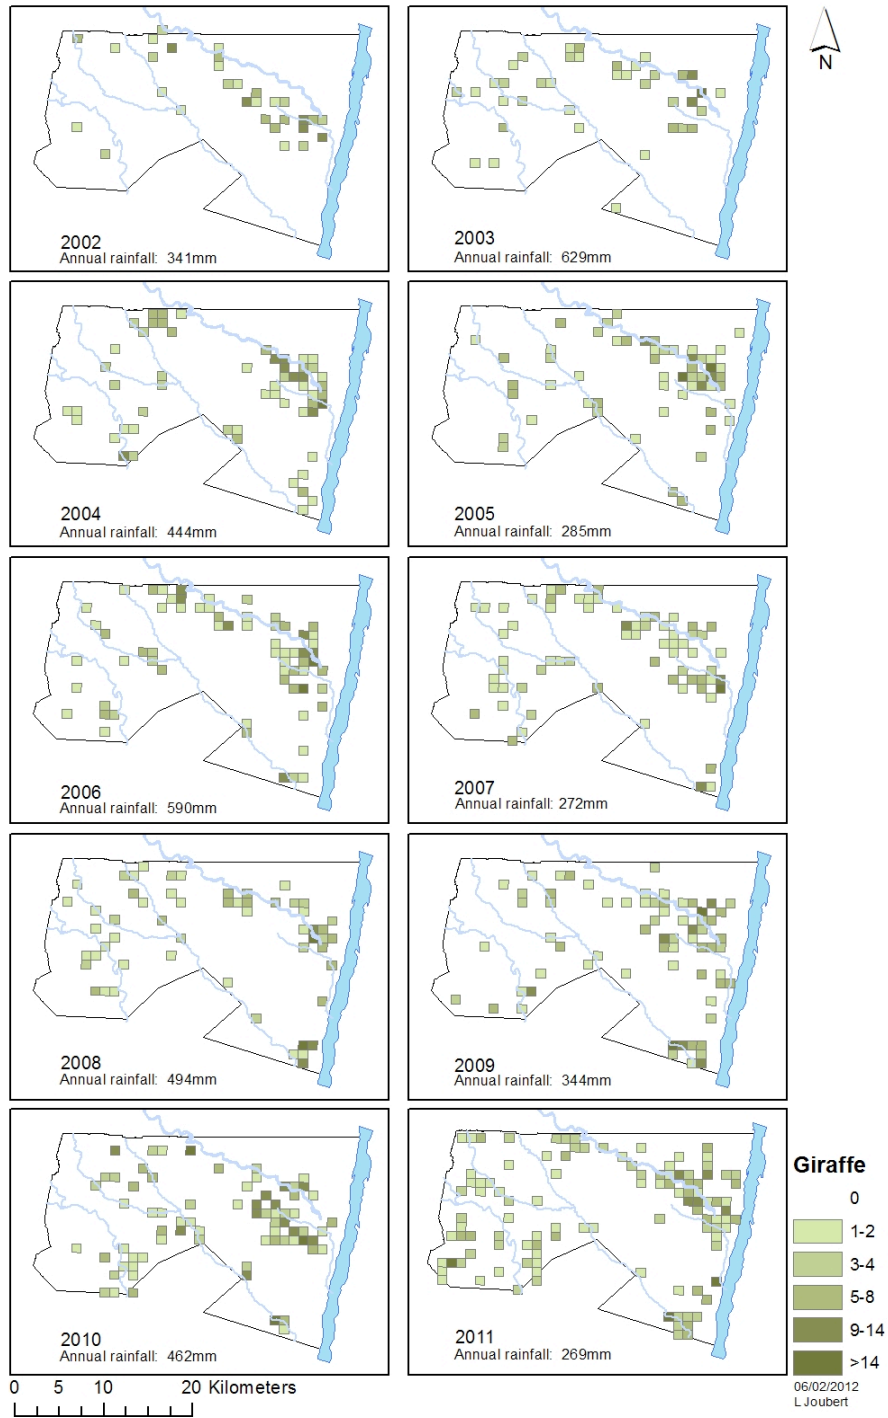 N
2002
Annual rainfall: 341mm
2003
Annual rainfall: 629mm
2004
Annual rainfall: 444mm
2005
Annual rainfall: 285mm
2006
Annual rainfall: 590mm
2007
Annual rainfall: 272mm
2008
Annual rainfall: 494mm
2009
Annual rainfall: 344mm
2010
Annual rainfall: 462mm
2011
Annual rainfall: 269mm
Giraffe
0
1-2
3-4
5-8
9-14
>14
06/02/2012
L Joubert
0 5 10 20 Kilometers